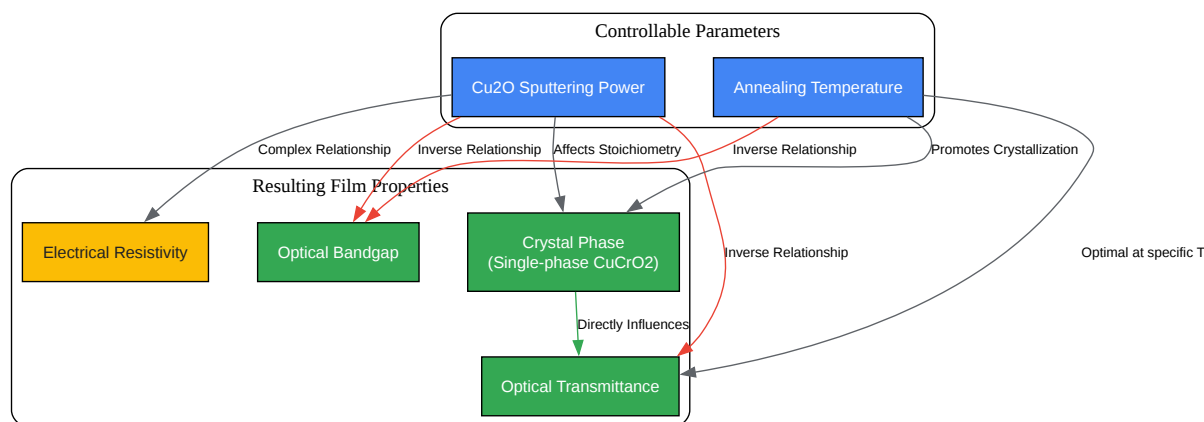 Controllable Parameters
Cu2O Sputtering Power
Annealing Temperature
Complex Relationship
Inverse Relationship
Affects Stoichiometry
Inverse Relationship
Promotes Crystallization
Resulting Film Properties
Electrical Resistivity
Optical Bandgap
Crystal Phase
(Single-phase CuCrO2)
Inverse Relationship
Optimal at specific T
Directly Influences
Optical Transmittance